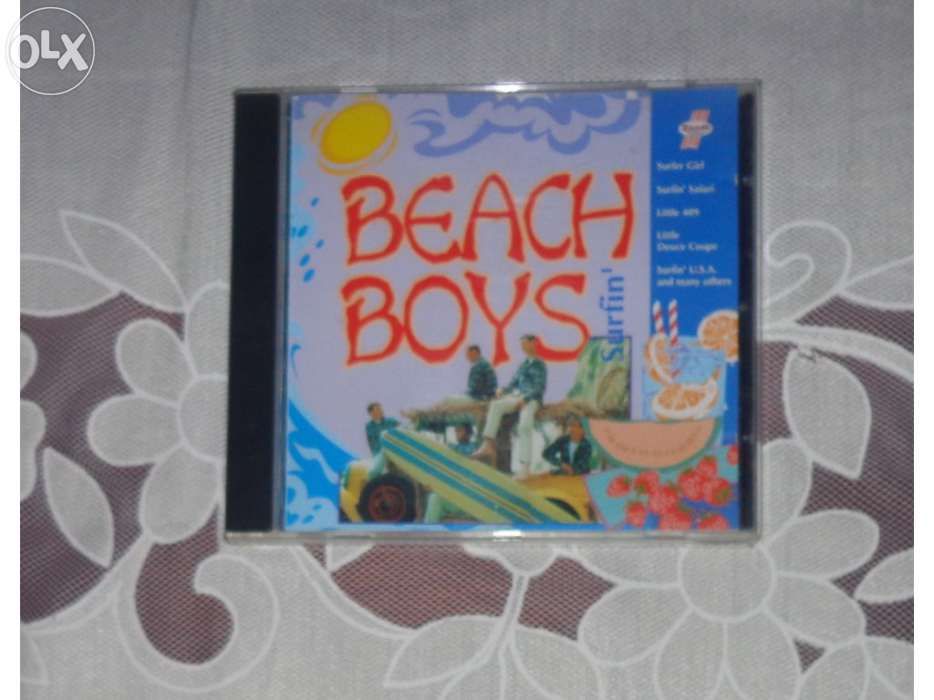 OLX
BEACH
BOYS
Surfin'
Surfer Girl
Surfin' Safari
Little 409
Little
Deuce Coupe
Surfin' U.S.A.
and many others